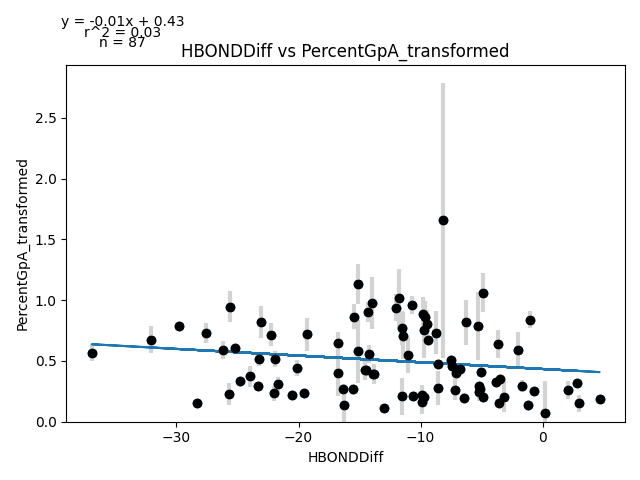 y = -0.01x + 0.43
r^2 = 0.03
n = 87
HBONDDiff vs PercentGpA_transformed
PercentGpA_transformed
2.5
2.0
1.5
1.0
0.5
0.0
−30
−20
−10
0
HBONDDiff